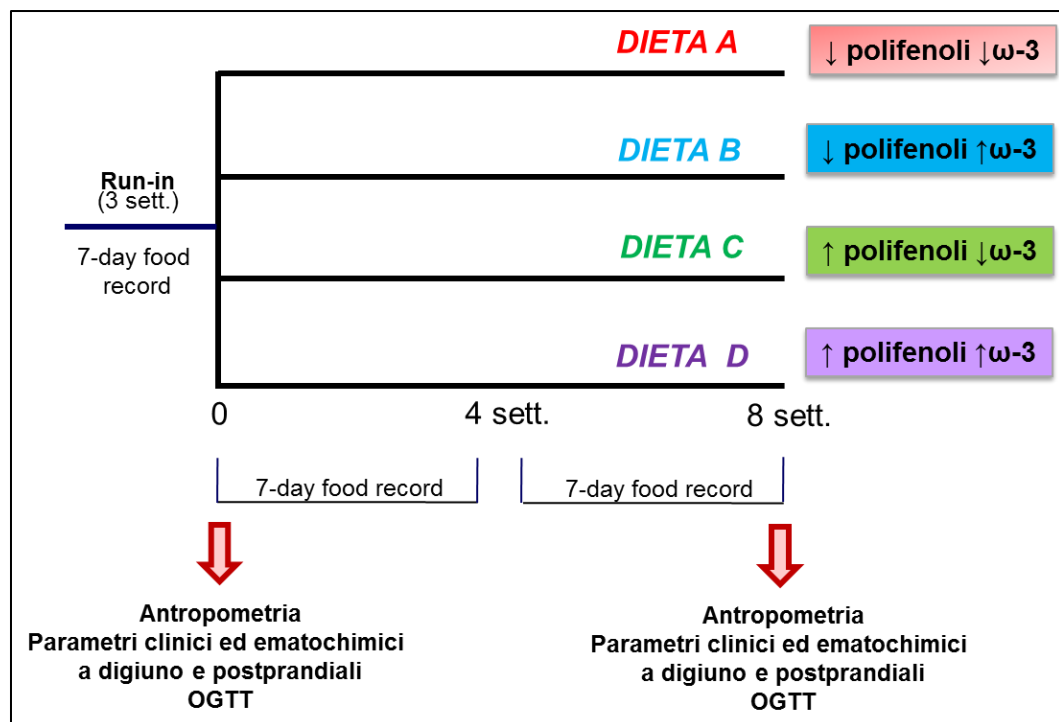 DIETA A
↓ polifenoli ↓ω-3
DIETA B
↓ polifenoli ↑ω-3
Run-in
(3 sett.)
7-day food
record
DIETA C
↑ polifenoli ↓ω-3
DIETA D
↑ polifenoli ↑ω-3
0
4 sett.
8 sett.
7-day food record
7-day food record
Antropometria
Parametri clinici ed ematochimici
a digiuno e postprandiali
OGTT
Antropometria
Parametri clinici ed ematochimici
a digiuno e postprandiali
OGTT